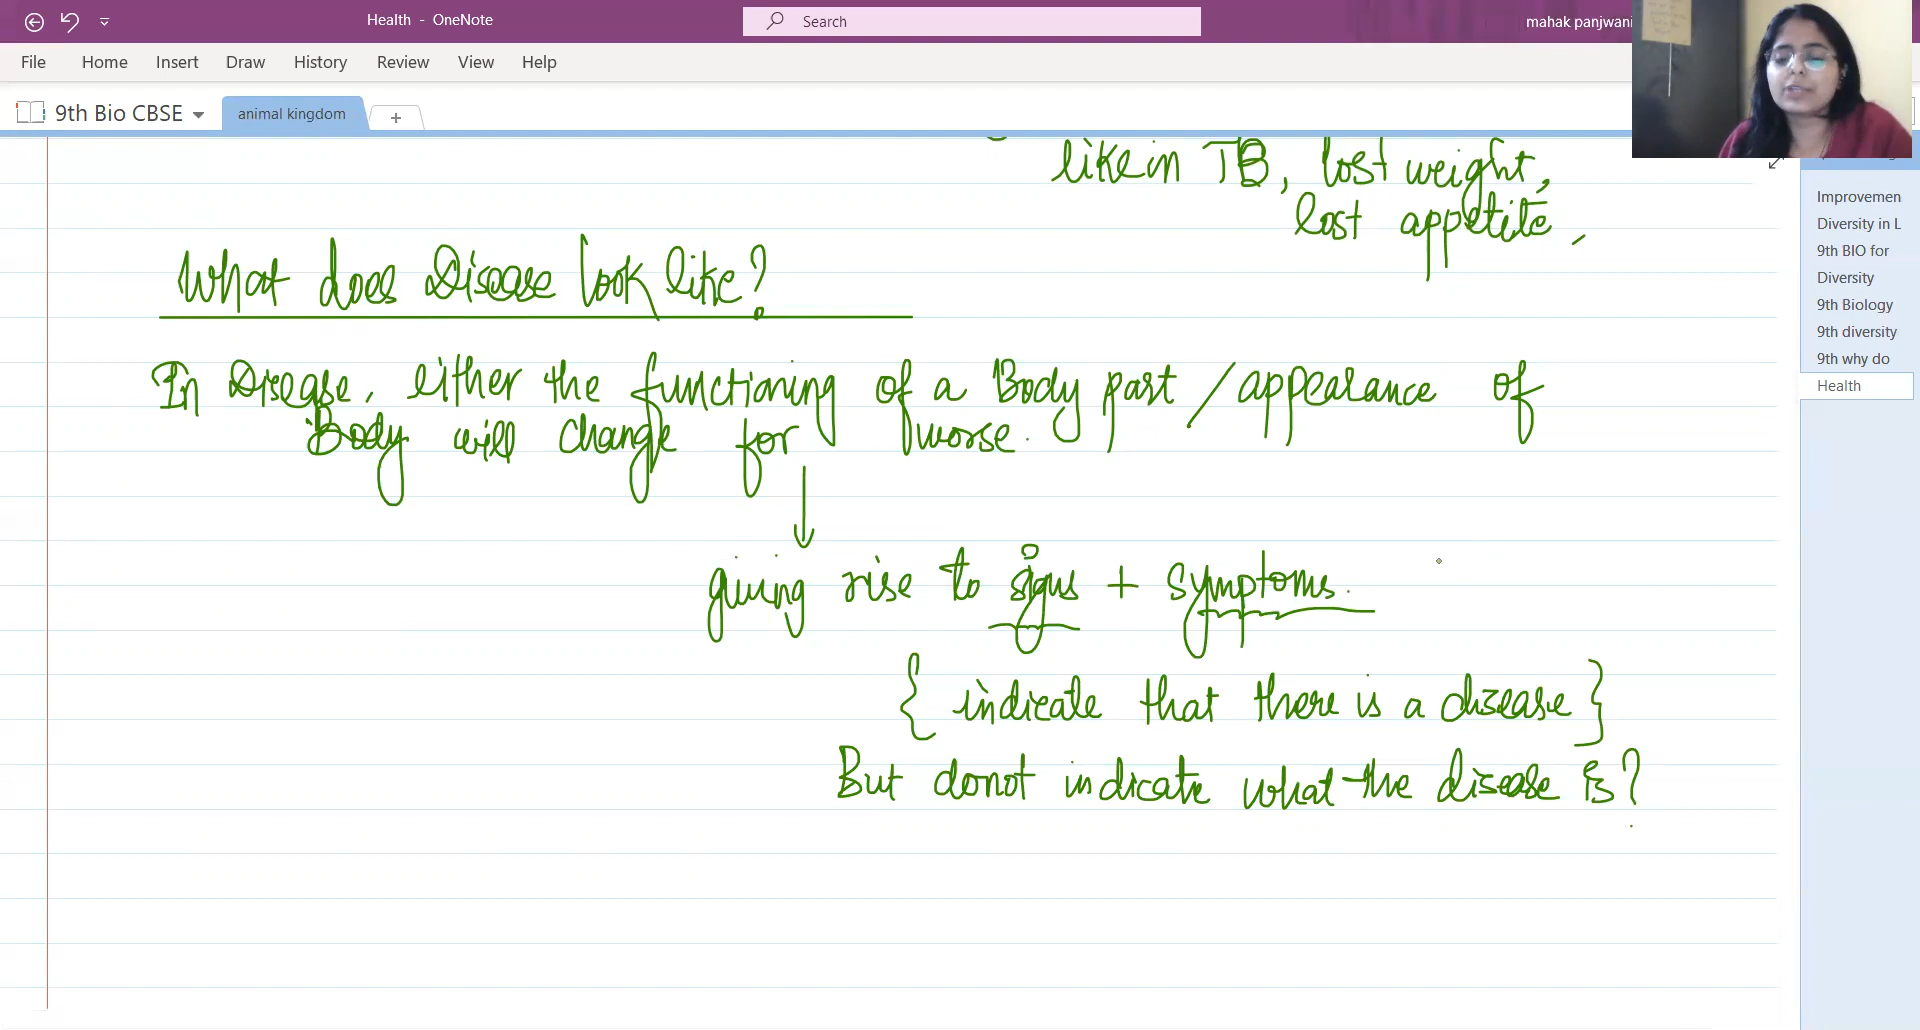 Health - OneNote
Search
mahak panjwani
File Home Insert Draw History Review View Help
9th Bio CBSE
animal kingdom
+
Improvemen
Diversity in L
9th BIO for
Diversity
9th Biology
9th diversity
9th why do
Health
like in TB, lost weight,
lost appetite,
What does Disease look like?
In Disease, either the functioning of a Body part / appearance of
Body will change for worse.
giving rise to signs + symptoms.
{ indicate that there is a disease }
But donot indicate what the disease is?